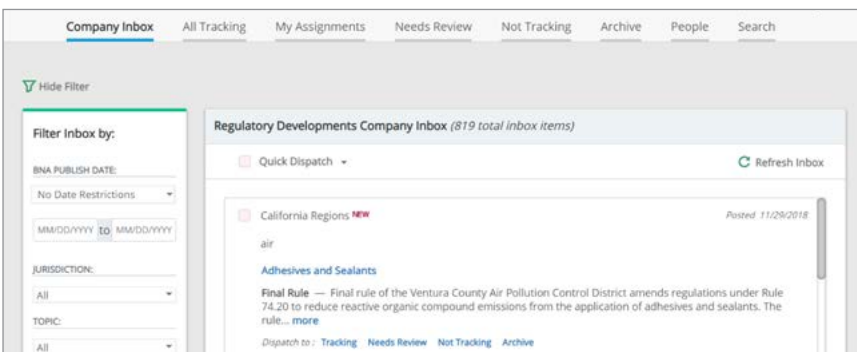 Company Inbox All Tracking My Assignments Needs Review Not Tracking Archive People Search
Hide Filter
Filter Inbox by:
BNA PUBLISH DATE:
No Date Restrictions
MM/DD/YYYY to MM/DD/YYYY
JURISDICTION:
All
TOPIC:
All
Regulatory Developments Company Inbox (819 total inbox items)
Quick Dispatch
Refresh Inbox
California Regions NEW
Posted 11/29/2018
air
Adhesives and Sealants
Final Rule — Final rule of the Ventura County Air Pollution Control District amends regulations under Rule
74.20 to reduce reactive organic compound emissions from the application of adhesives and sealants. The
rule... more
Dispatch to : Tracking Needs Review Not Tracking Archive